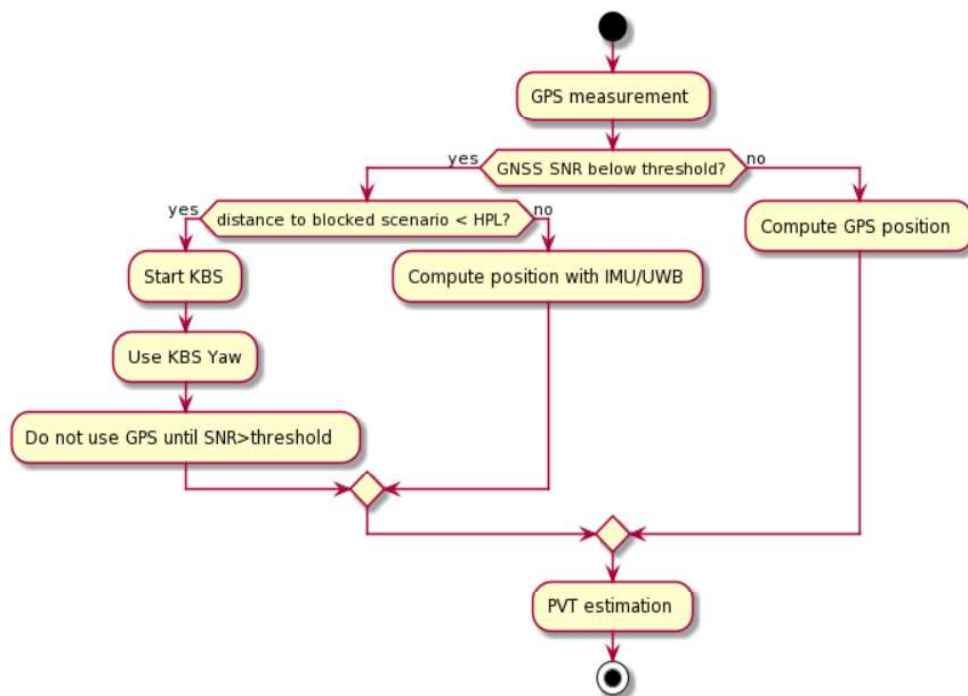 GPS measurement
yes
GNSS SNR below threshold?
no
yes
distance to blocked scenario < HPL?
no
Compute GPS position
Start KBS
Compute position with IMU/UWB
Use KBS Yaw
Do not use GPS until SNR>threshold
PVT estimation